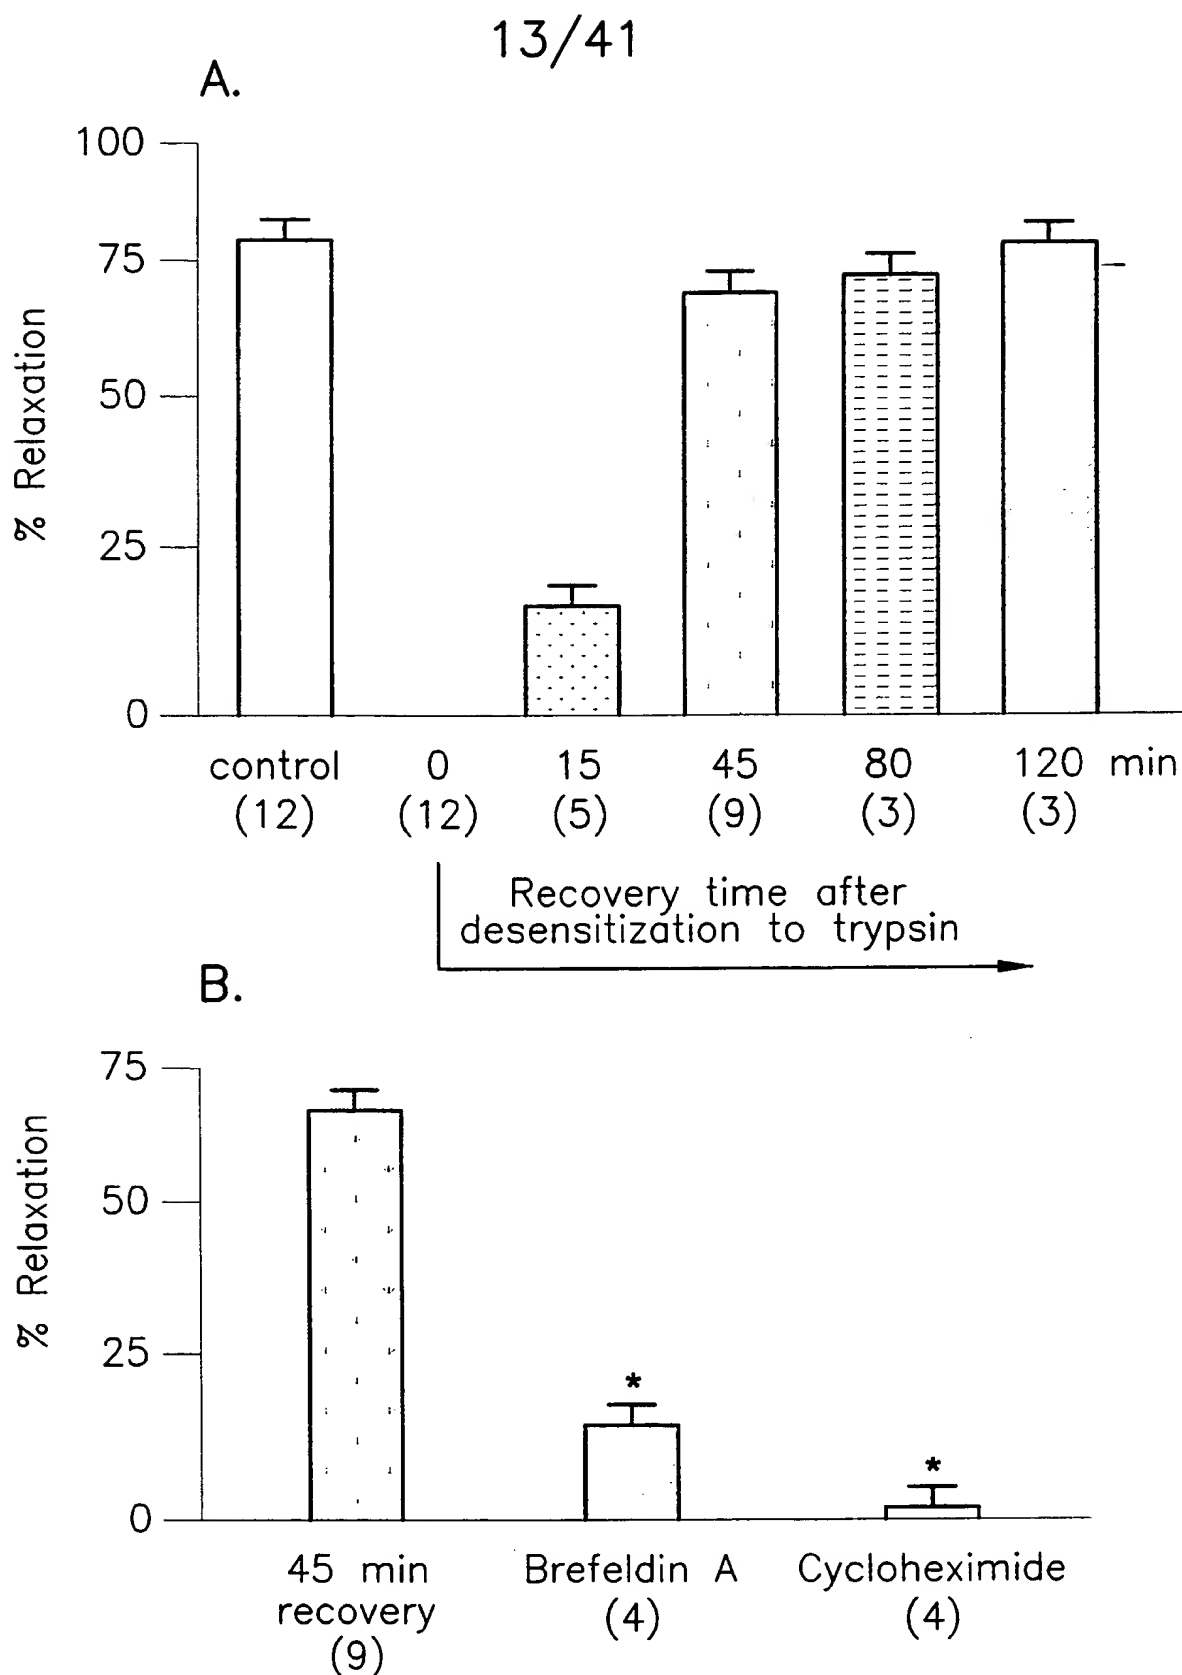 13/41
A.
100
75
50
25
0
% Relaxation
control 0 15 45 80 120 min
(12) (12) (5) (9) (3) (3)
Recovery time after
desensitization to trypsin
B.
75
50
25
0
% Relaxation
*
*
45 min Brefeldin A Cycloheximide
recovery (4) (4)
(9)